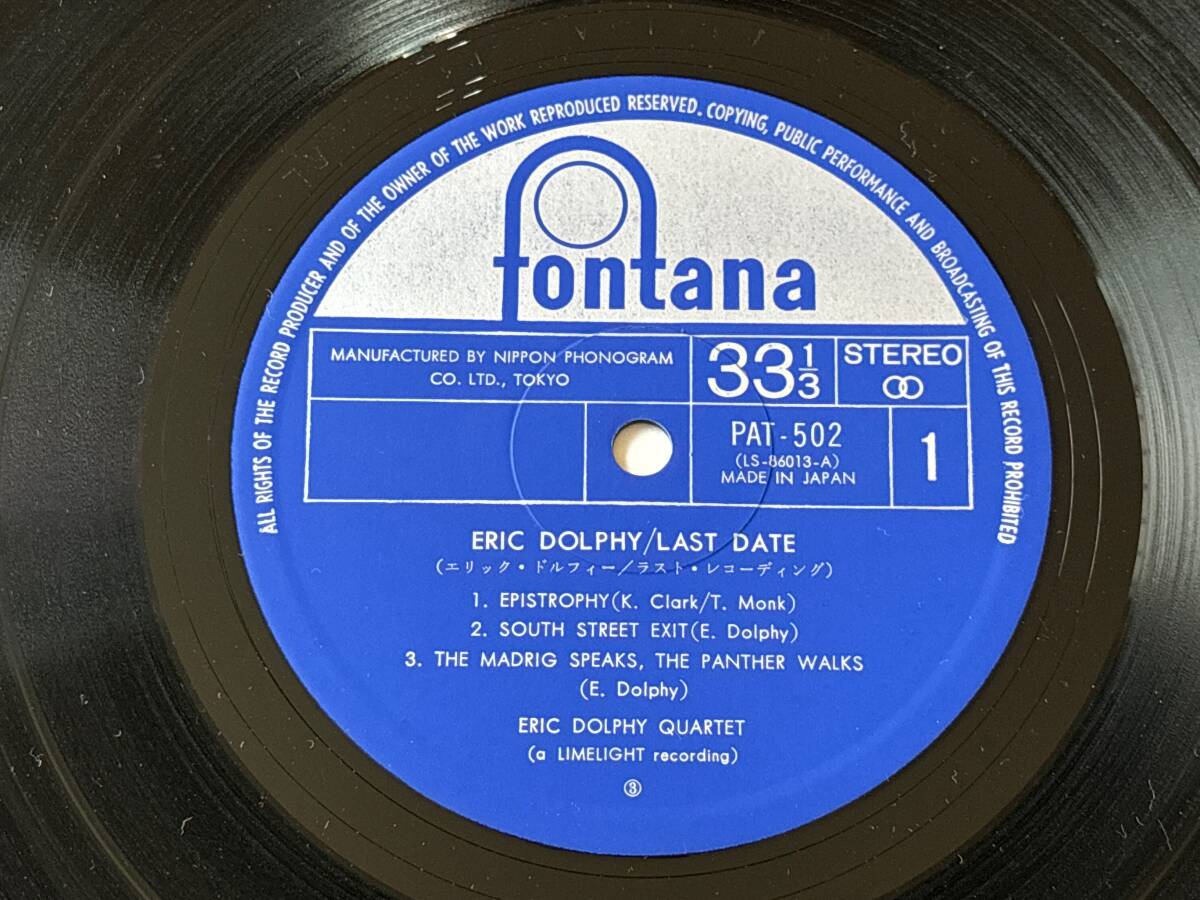 ALL RIGHTS OF THE RECORD PRODUCER AND OF THE OWNER OF THE WORK REPRODUCED RESERVED. COPYING, PUBLIC PERFORMANCE AND BROADCASTING OF THIS RECORD PROHIBITED
fontana
MANUFACTURED BY NIPPON PHONOGRAM
CO. LTD., TOKYO
33 1/3
STEREO
PAT-502
(LS-86013-A)
MADE IN JAPAN
1
ERIC DOLPHY/LAST DATE
(エリック・ドルフィー/ラスト・レコーディング)
1. EPISTROPHY(K. Clark/T. Monk)
2. SOUTH STREET EXIT(E. Dolphy)
3. THE MADRIG SPEAKS, THE PANTHER WALKS
(E. Dolphy)
ERIC DOLPHY QUARTET
(a LIMELIGHT recording)
③